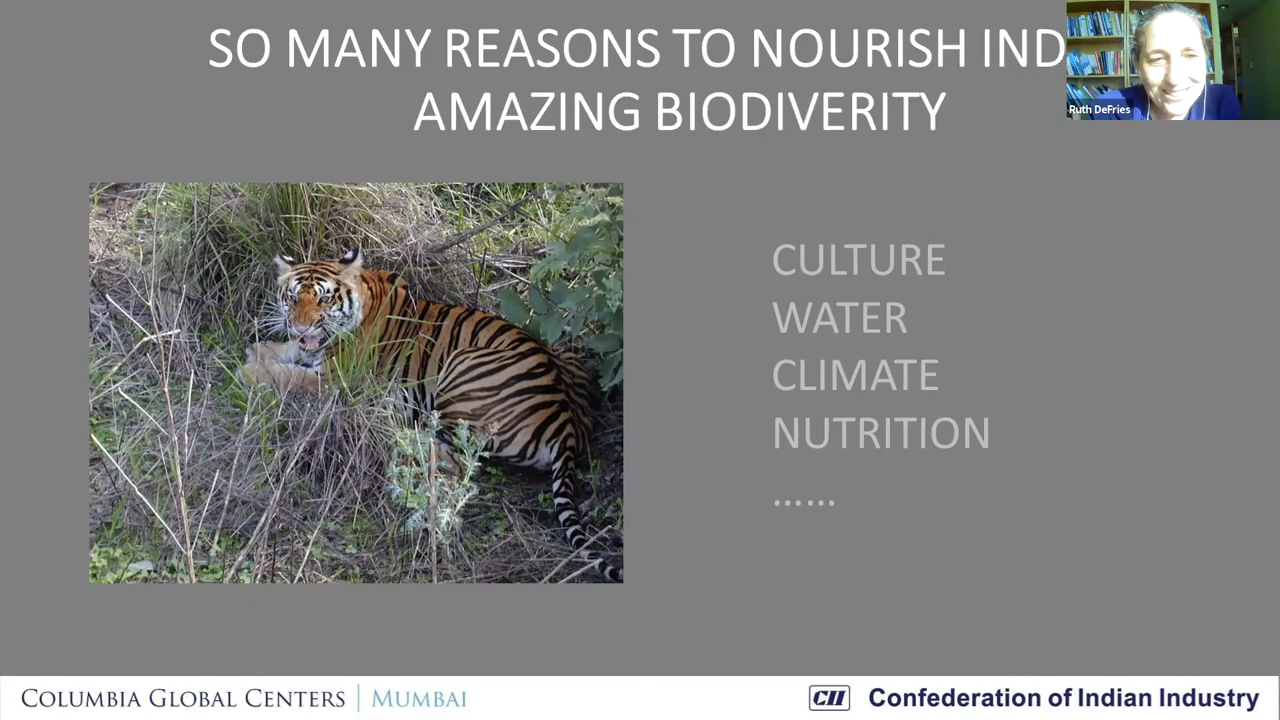 SO MANY REASONS TO NOURISH IND
AMAZING BIODIVERITY
Ruth DeFries
CULTURE
WATER
CLIMATE
NUTRITION
......
COLUMBIA GLOBAL CENTERS | MUMBAI
CII Confederation of Indian Industry